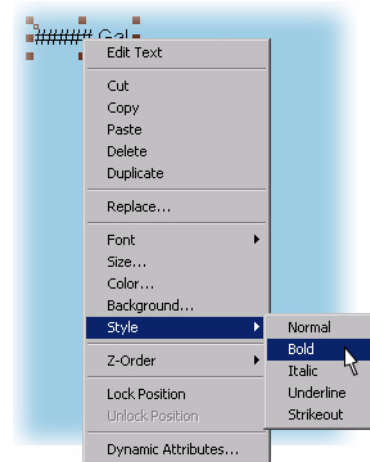 ##### Gal
Edit Text
Cut
Copy
Paste
Delete
Duplicate
Replace...
Font
Size...
Color...
Background...
Style
Normal
Bold
Italic
Underline
Strikeout
Z-Order
Lock Position
Unlock Position
Dynamic Attributes...